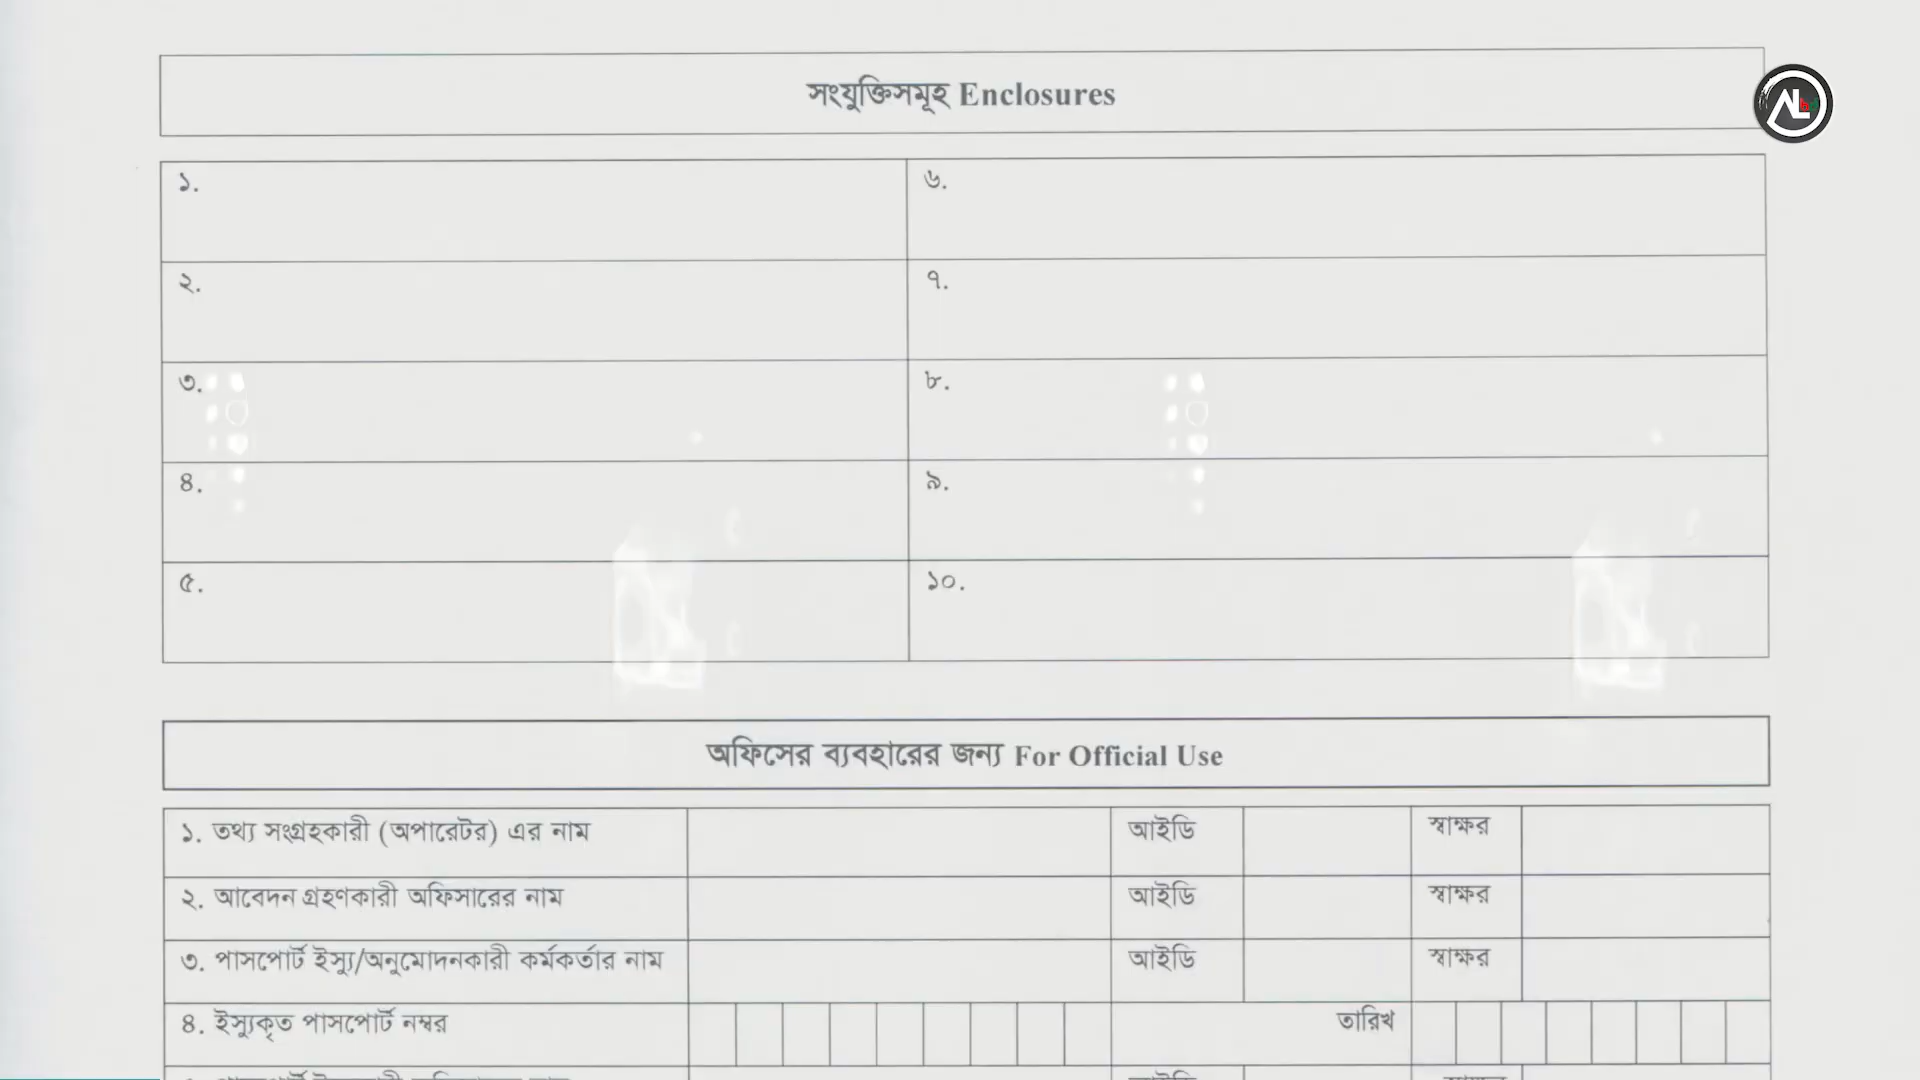 সংযুক্তিসমূহ Enclosures
১.
৬.
২.
৭.
৩.
৮.
৪.
৯.
৫.
১০.
অফিসের ব্যবহারের জন্য For Official Use
১. তথ্য সংগ্রহকারী (অপারেটর) এর নাম আইডি স্বাক্ষর
২. আবেদন গ্রহণকারী অফিসারের নাম আইডি স্বাক্ষর
৩. পাসপোর্ট ইস্যু/অনুমোদনকারী কর্মকর্তার নাম আইডি স্বাক্ষর
৪. ইস্যুকৃত পাসপোর্ট নম্বর তারিখ